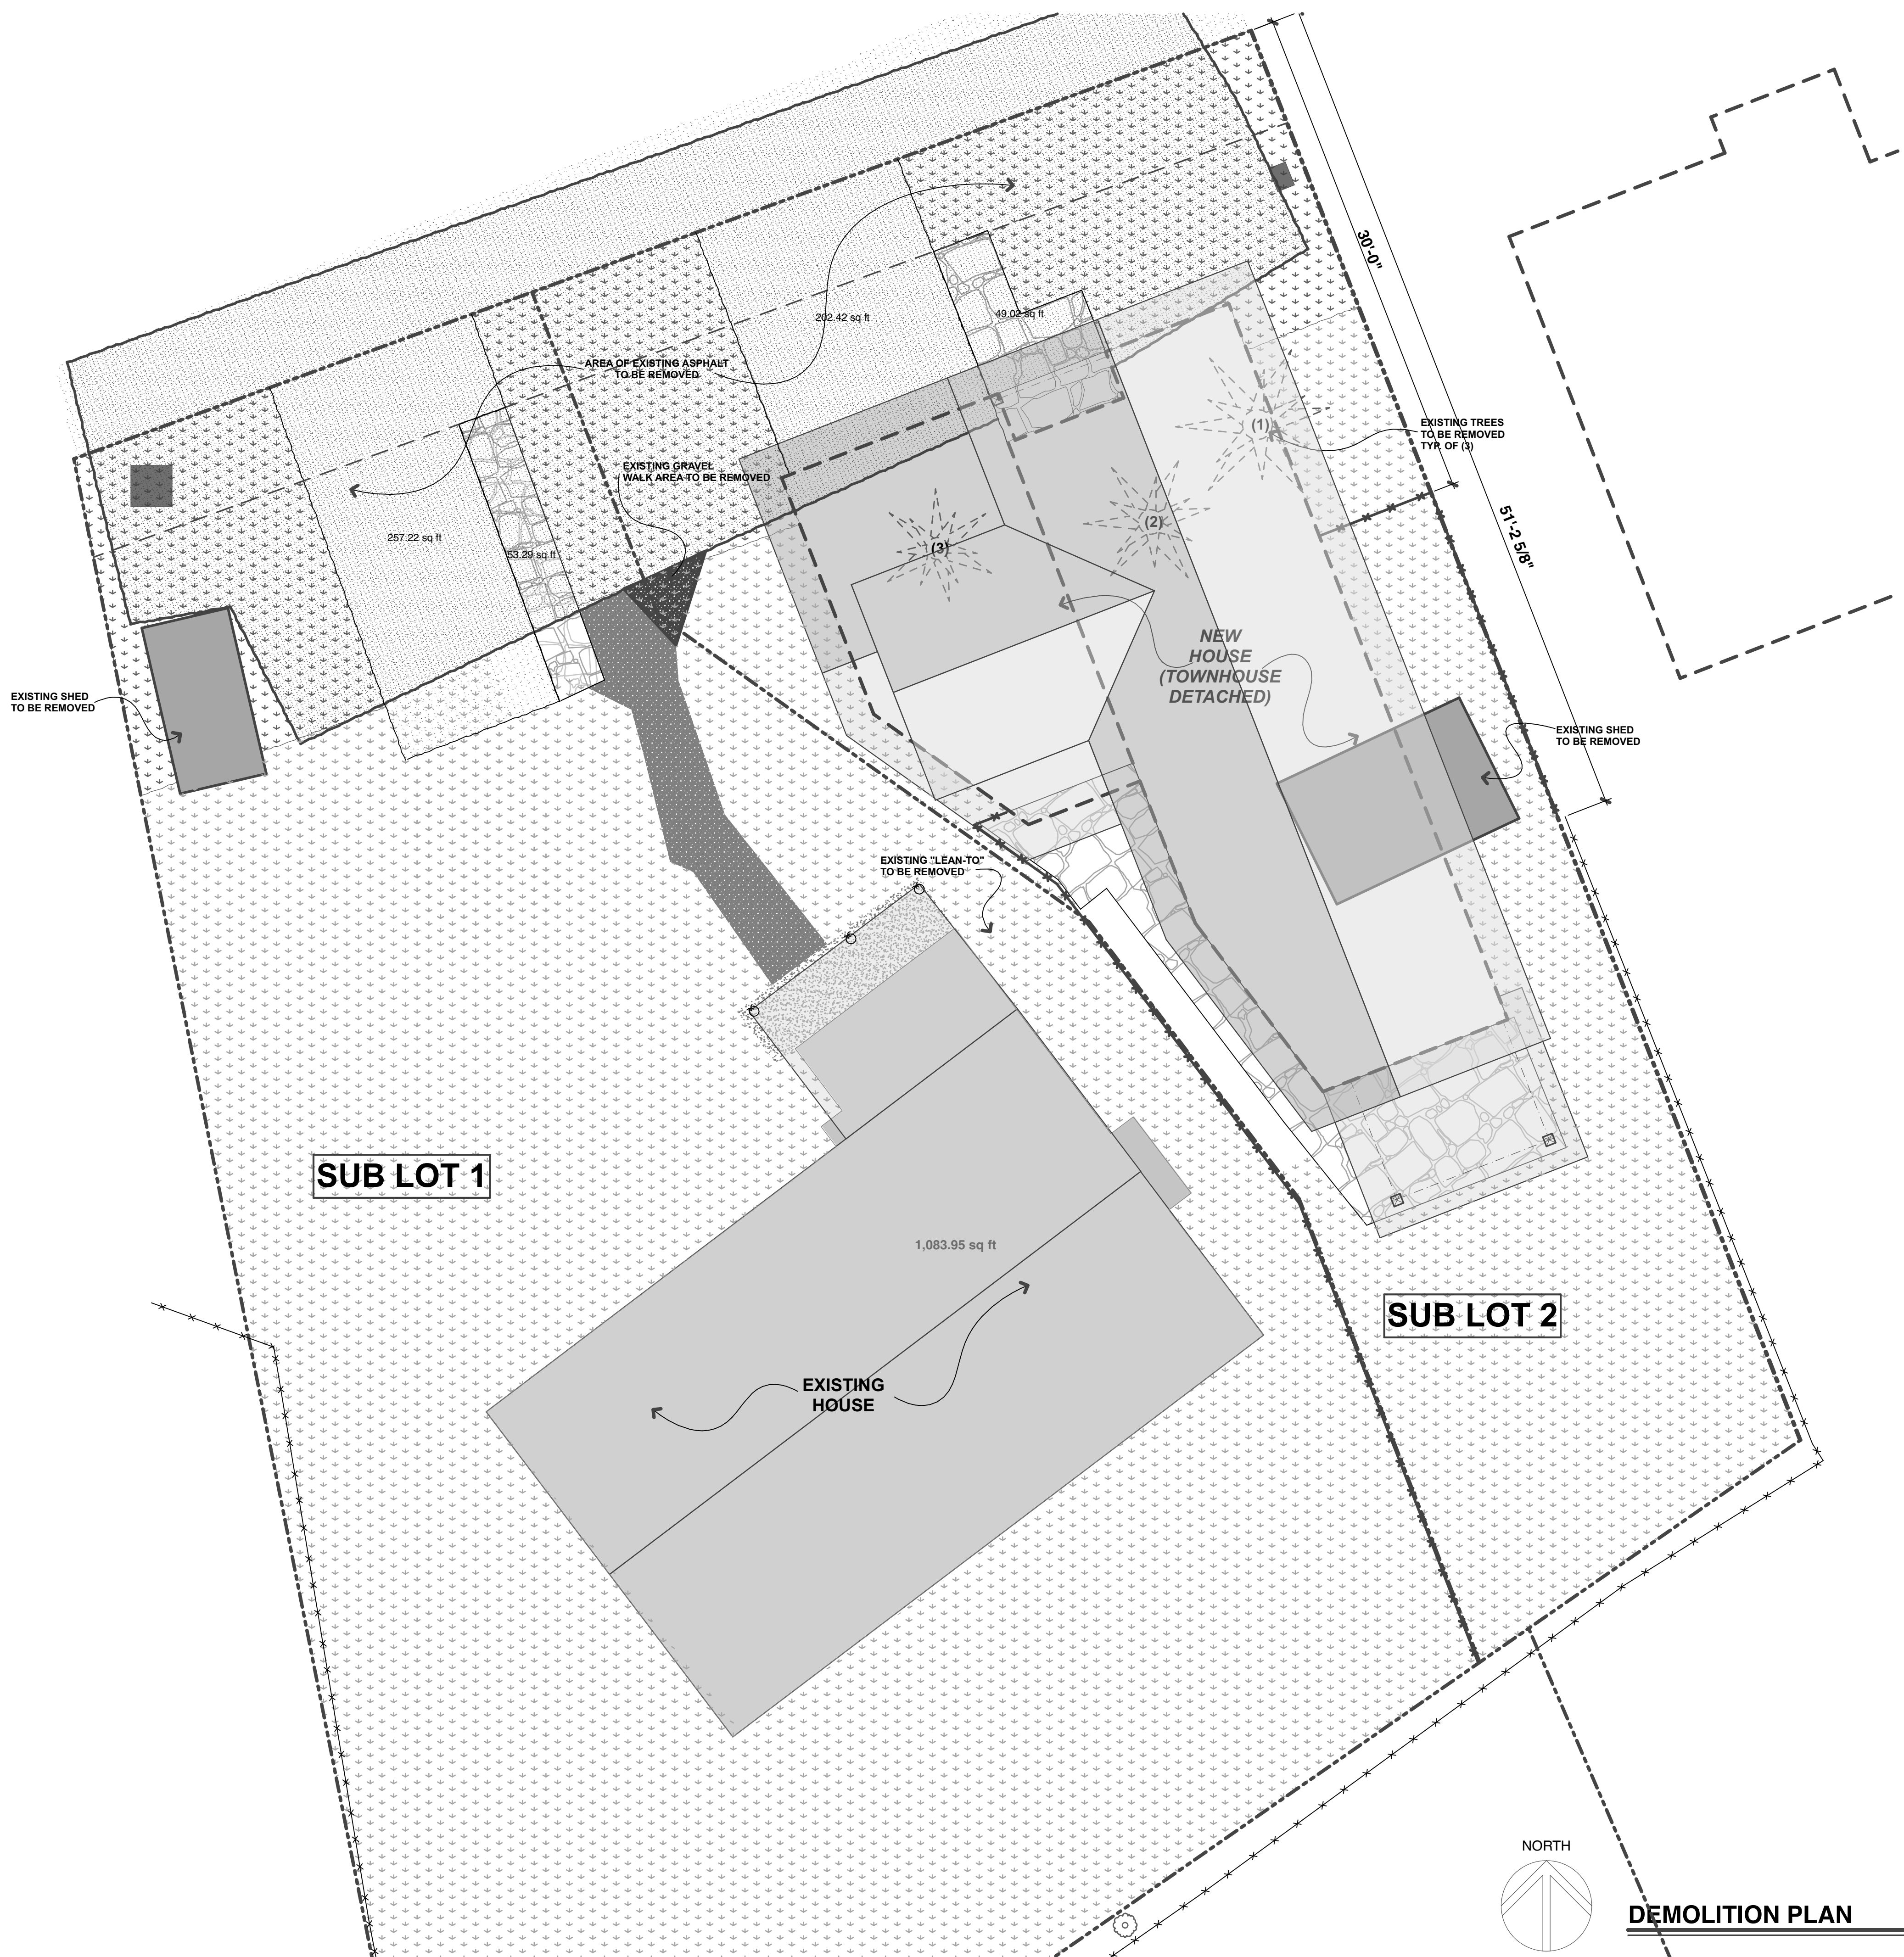 30'-0"
202.42 sq ft
49.02 sq ft
AREA OF EXISTING ASPHALT
TO BE REMOVED
EXISTING TREES
TO BE REMOVED
TYP. OF (3)
(1)
EXISTING GRAVEL
WALK AREA TO BE REMOVED
(2)
(3)
257.22 sq ft
53.29 sq ft
51'-2 5/8"
NEW
HOUSE
(TOWNHOUSE
DETACHED)
EXISTING SHED
TO BE REMOVED
EXISTING SHED
TO BE REMOVED
EXISTING "LEAN-TO"
TO BE REMOVED
SUB LOT 1
1,083.95 sq ft
SUB LOT 2
EXISTING
HOUSE
NORTH
DEMOLITION PLAN